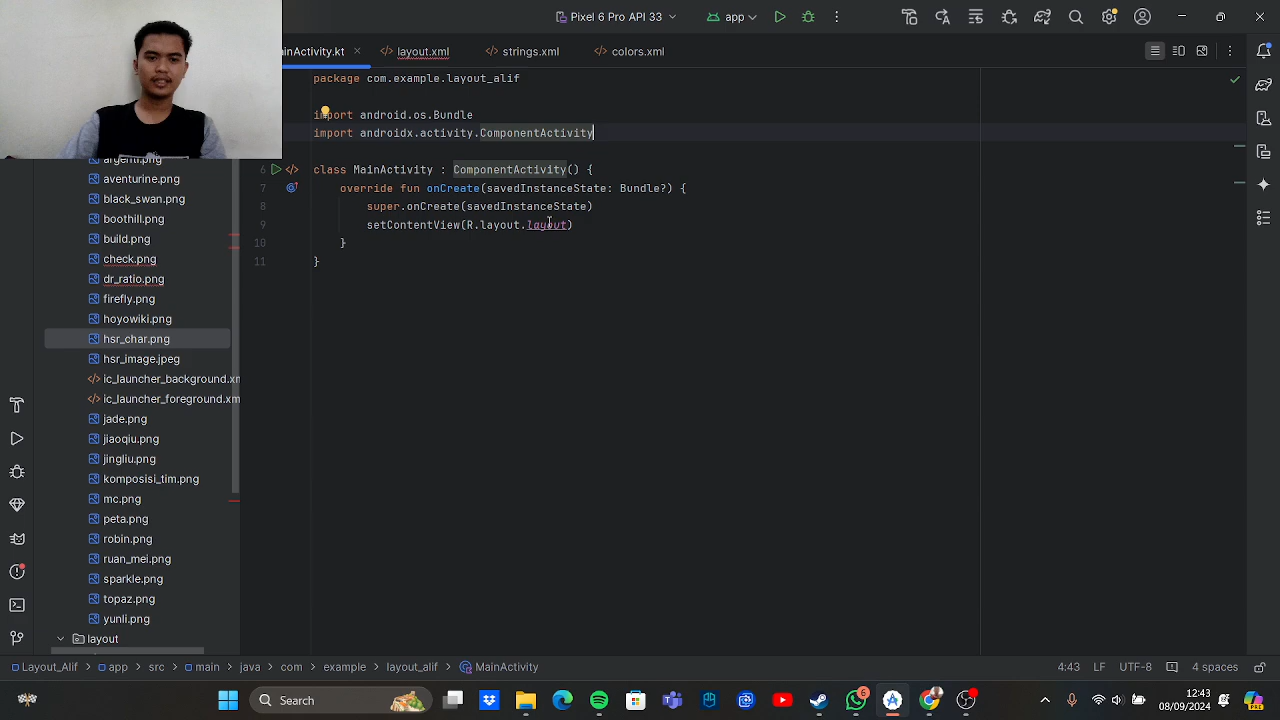 Pixel 6 Pro API 33
app
ainActivity.kt
layout.xml
strings.xml
colors.xml
package com.example.layout_alif
import android.os.Bundle
import androidx.activity.ComponentActivity
6 class MainActivity : ComponentActivity() {
7 override fun onCreate(savedInstanceState: Bundle?) {
8 super.onCreate(savedInstanceState)
9 setContentView(R.layout.layout)
10 }
11 }
argenti.png
aventurine.png
black_swan.png
boothill.png
build.png
check.png
dr_ratio.png
firefly.png
hoyowiki.png
hsr_char.png
hsr_image.jpeg
ic_launcher_background.xm
ic_launcher_foreground.xm
jade.png
jiaoqiu.png
jingliu.png
komposisi_tim.png
mc.png
peta.png
robin.png
ruan_mei.png
sparkle.png
topaz.png
yunli.png
layout
Layout_Alif > app > src > main > java > com > example > layout_alif > MainActivity
4:43 LF UTF-8 4 spaces
Search
6
23:43
08/09/2024